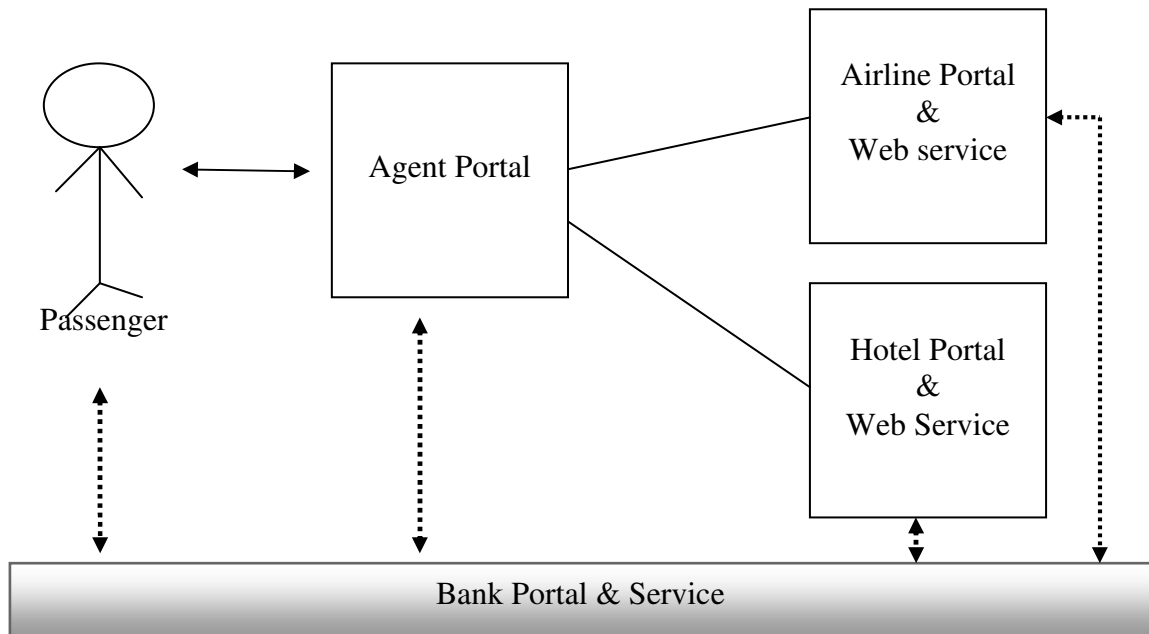 Passenger
Agent Portal
Airline Portal
&
Web service
Hotel Portal
&
Web Service
Bank Portal & Service